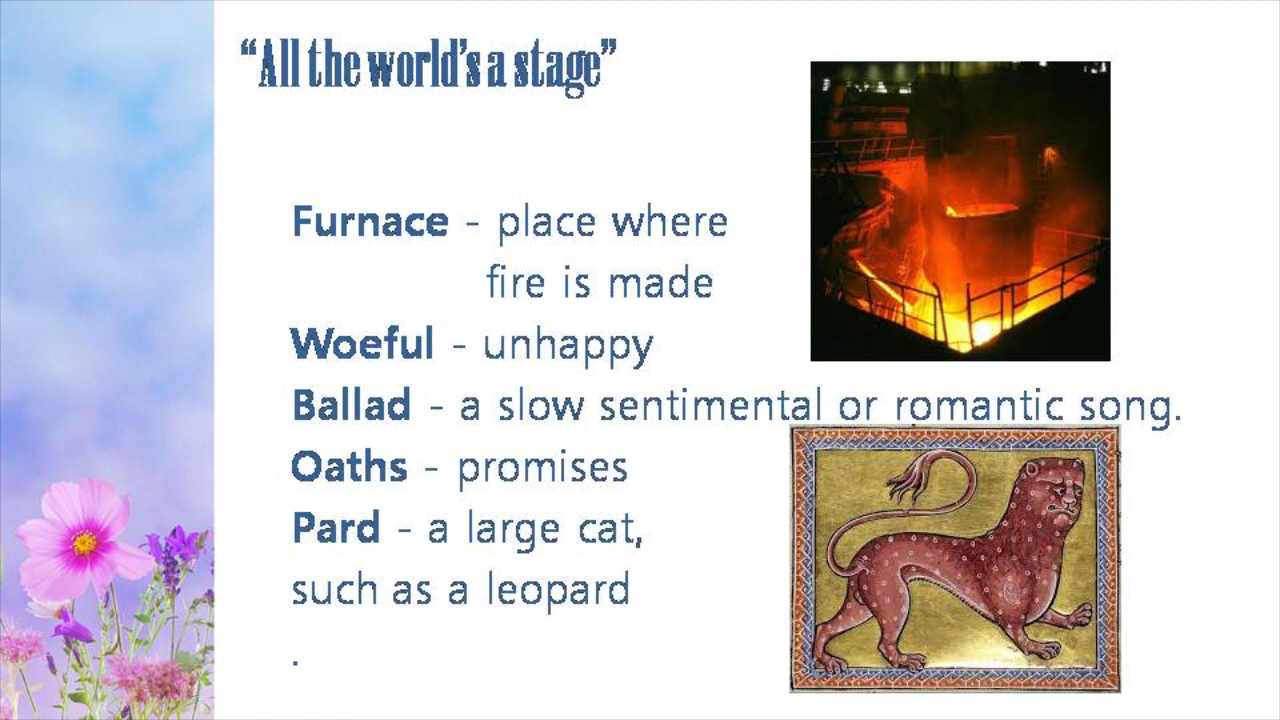 “All the world’s a stage”
Furnace - place where
fire is made
Woeful - unhappy
Ballad - a slow sentimental or romantic song.
Oaths - promises
Pard - a large cat,
such as a leopard
.